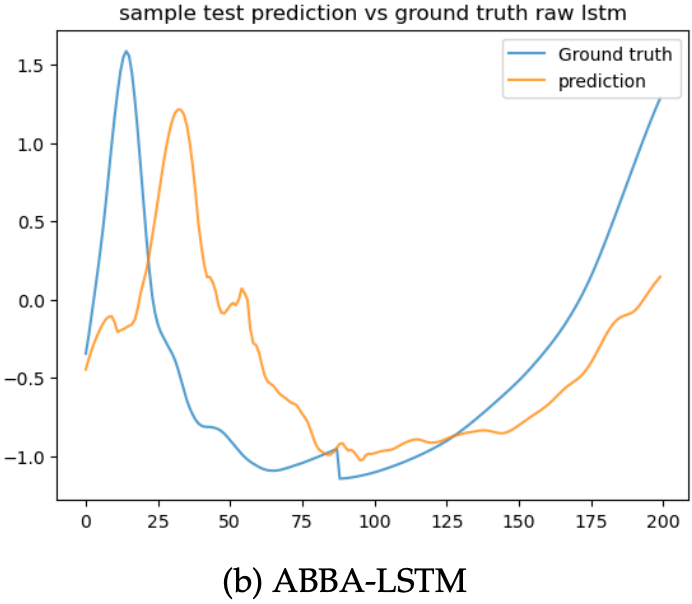 sample test prediction vs ground truth raw lstm
Ground truth
prediction
1.5
1.0
0.5
0.0
−0.5
−1.0
0 25 50 75 100 125 150 175 200
(b) ABBA-LSTM